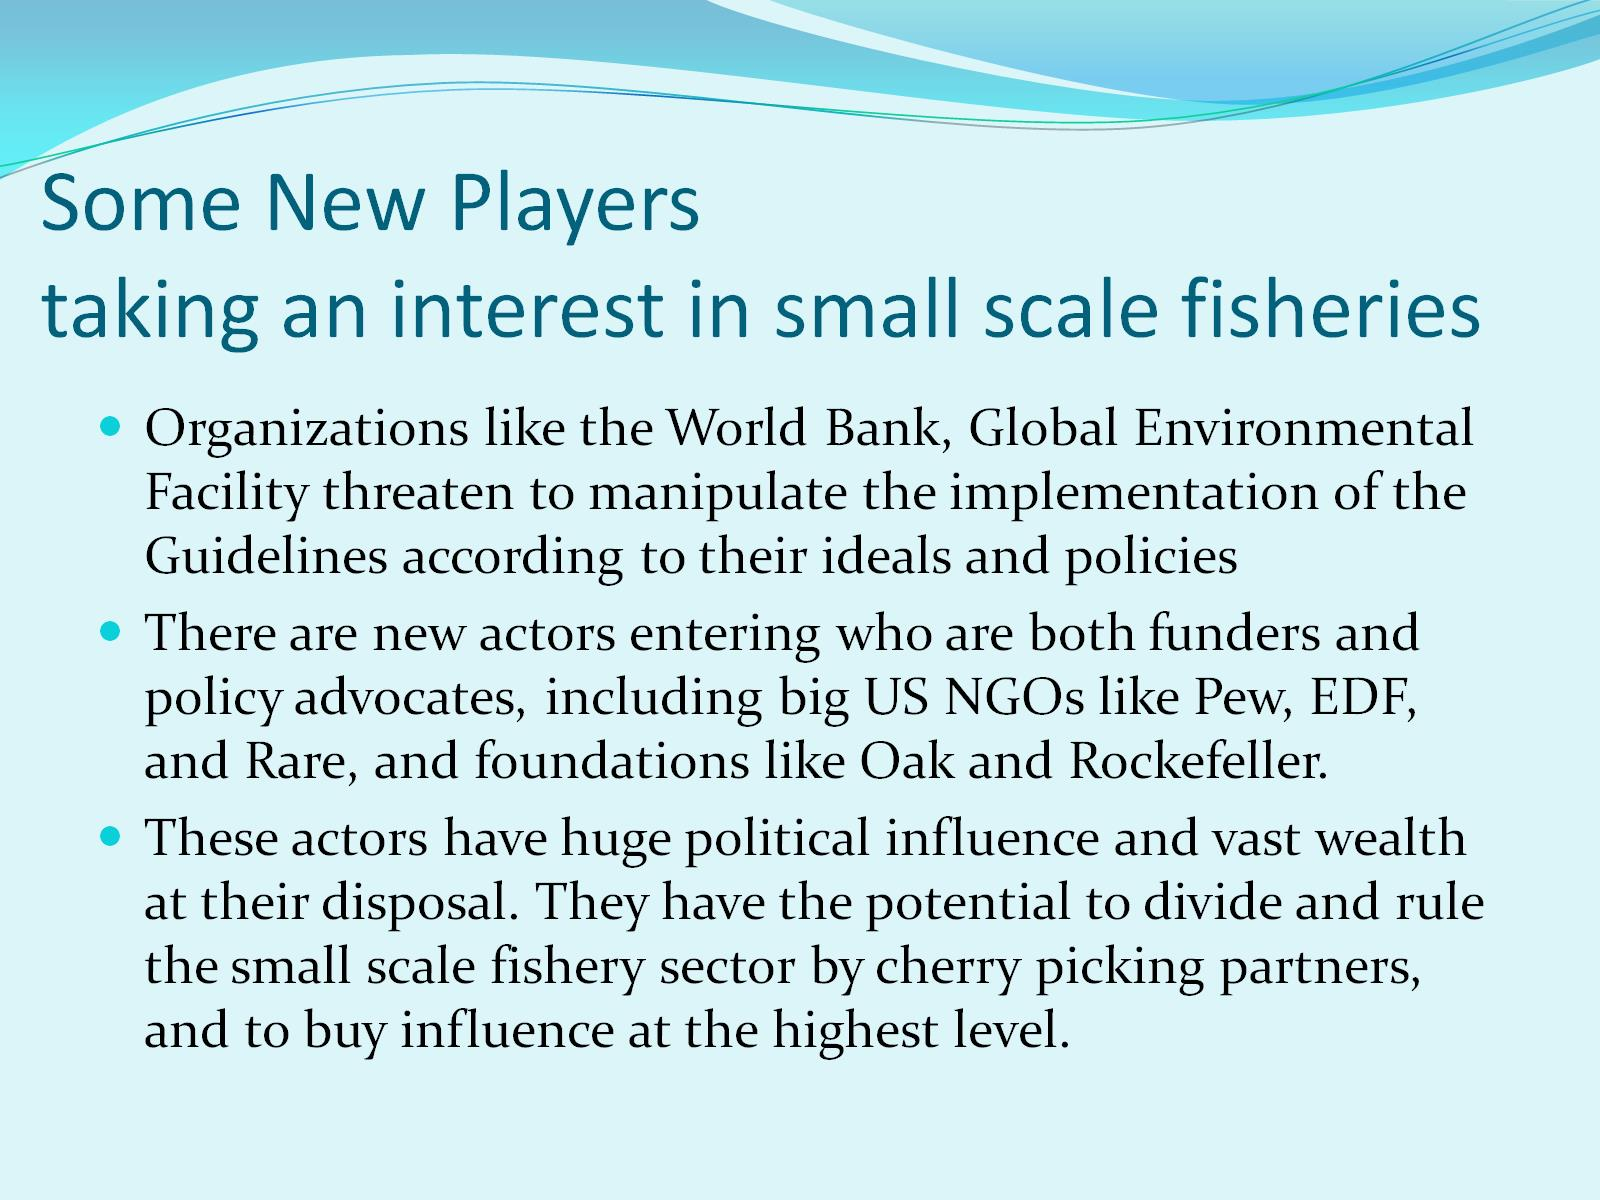 Some New Players
taking an interest in small scale fisheries
• Organizations like the World Bank, Global Environmental
Facility threaten to manipulate the implementation of the
Guidelines according to their ideals and policies
• There are new actors entering who are both funders and
policy advocates, including big US NGOs like Pew, EDF,
and Rare, and foundations like Oak and Rockefeller.
• These actors have huge political influence and vast wealth
at their disposal. They have the potential to divide and rule
the small scale fishery sector by cherry picking partners,
and to buy influence at the highest level.